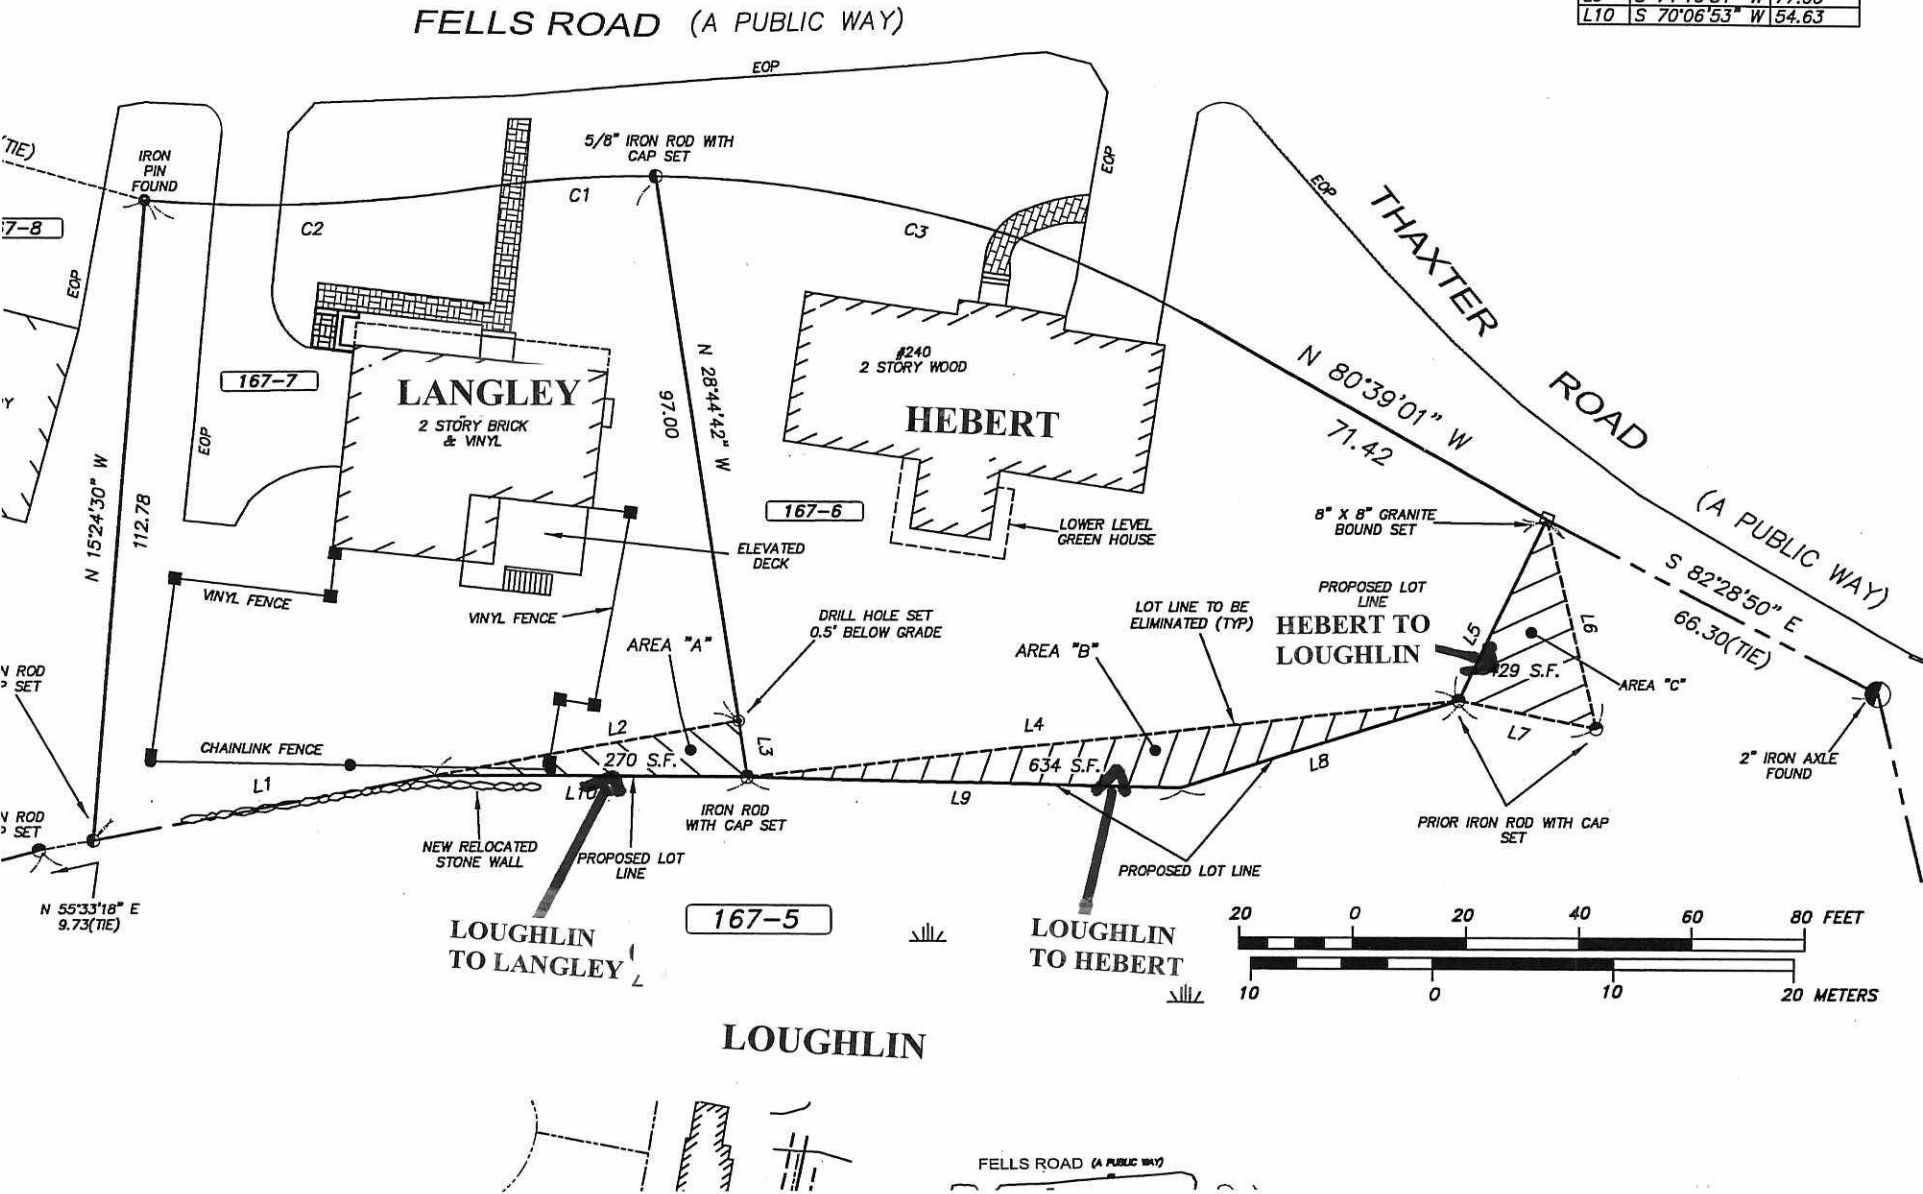 FELLS ROAD (A PUBLIC WAY)
L10 S 70°06'53" W 54.63
EOP
(TIE)
IRON
PIN
FOUND
5/8" IRON ROD WITH
CAP SET
EOP
EOP
THAXTER ROAD
(A PUBLIC WAY)
C1
C2
C3
7-8
EOP
#240
2 STORY WOOD
N 80°39'01" W
71.42
167-7
LANGLEY
2 STORY BRICK
& VINYL
HEBERT
N 28°44'42" W
97.00
EOP
N 15°24'30" W
112.78
167-6
8" X 8" GRANITE
BOUND SET
LOWER LEVEL
GREEN HOUSE
ELEVATED
DECK
S 82°28'50" E
66.30(TIE)
VINYL FENCE
VINYL FENCE
DRILL HOLE SET
0.5' BELOW GRADE
LOT LINE TO BE
ELIMINATED (TYP)
PROPOSED LOT
LINE
HEBERT TO
LOUGHLIN
L5
L6
AREA "A"
AREA "B"
429 S.F.
AREA "C"
N ROD
P SET
L2
L3
L4
L7
CHAINLINK FENCE
270 S.F.
634 S.F.
L8
2" IRON AXLE
FOUND
L1
L10
L9
N ROD
P SET
IRON ROD
WITH CAP SET
PRIOR IRON ROD WITH CAP
SET
NEW RELOCATED
STONE WALL
PROPOSED LOT
LINE
PROPOSED LOT LINE
N 55°33'18" E
9.73(TIE)
167-5
LOUGHLIN
TO LANGLEY
LOUGHLIN
TO HEBERT
20 0 20 40 60 80 FEET
10 0 10 20 METERS
LOUGHLIN
FELLS ROAD (A PUBLIC WAY)